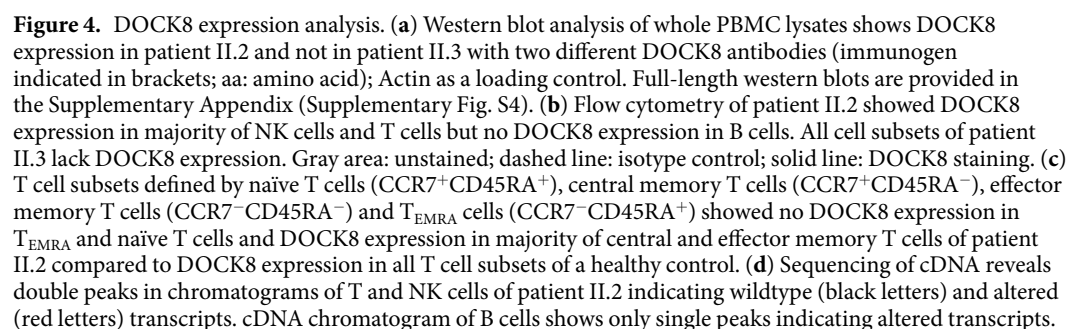 Figure 4. DOCK8 expression analysis. (a) Western blot analysis of whole PBMC lysates shows DOCK8
expression in patient II.2 and not in patient II.3 with two different DOCK8 antibodies (immunogen
indicated in brackets; aa: amino acid); Actin as a loading control. Full-length western blots are provided in
the Supplementary Appendix (Supplementary Fig. S4). (b) Flow cytometry of patient II.2 showed DOCK8
expression in majority of NK cells and T cells but no DOCK8 expression in B cells. All cell subsets of patient
II.3 lack DOCK8 expression. Gray area: unstained; dashed line: isotype control; solid line: DOCK8 staining. (c)
T cell subsets defined by naïve T cells (CCR7⁺CD45RA⁺), central memory T cells (CCR7⁺CD45RA⁻), effector
memory T cells (CCR7⁻CD45RA⁻) and T_EMRA cells (CCR7⁻CD45RA⁺) showed no DOCK8 expression in
T_EMRA and naïve T cells and DOCK8 expression in majority of central and effector memory T cells of patient
II.2 compared to DOCK8 expression in all T cell subsets of a healthy control. (d) Sequencing of cDNA reveals
double peaks in chromatograms of T and NK cells of patient II.2 indicating wildtype (black letters) and altered
(red letters) transcripts. cDNA chromatogram of B cells shows only single peaks indicating altered transcripts.